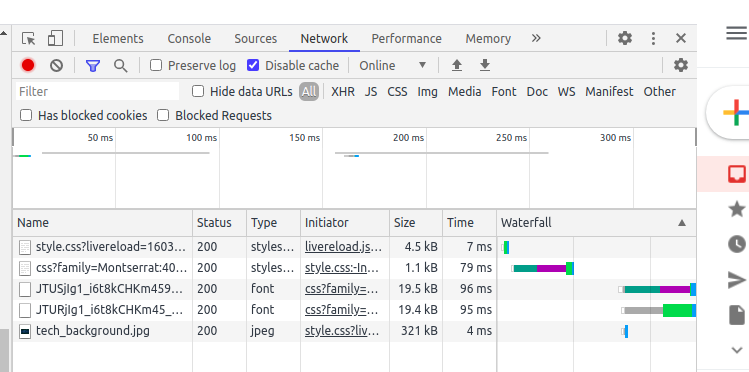 Elements Console Sources Network Performance Memory »
Preserve log Disable cache Online
Filter Hide data URLs All XHR JS CSS Img Media Font Doc WS Manifest Other
Has blocked cookies Blocked Requests
50 ms 100 ms 150 ms 200 ms 250 ms 300 ms
Name Status Type Initiator Size Time Waterfall
style.css?livereload=1603... 200 styles... livereload.js... 4.5 kB 7 ms
css?family=Montserrat:40... 200 styles... style.css:-In... 1.1 kB 79 ms
JTUSjIg1_i6t8kCHKm459... 200 font css?family=... 19.5 kB 96 ms
JTURjIg1_i6t8kCHKm45_... 200 font css?family=... 19.4 kB 95 ms
tech_background.jpg 200 jpeg style.css?liv... 321 kB 4 ms